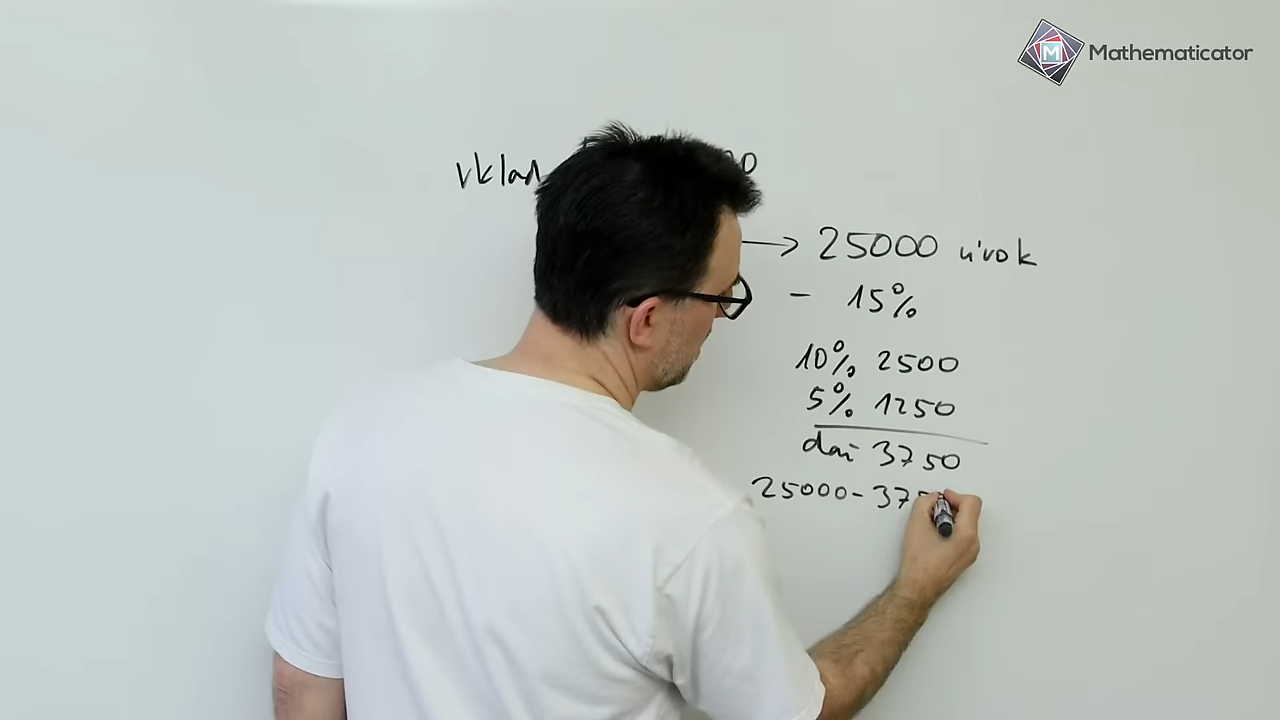 Mathematicator
vklad
→ 25000 úrok
- 15%
10% 2500
5% 1250
daň 3750
25000 - 37